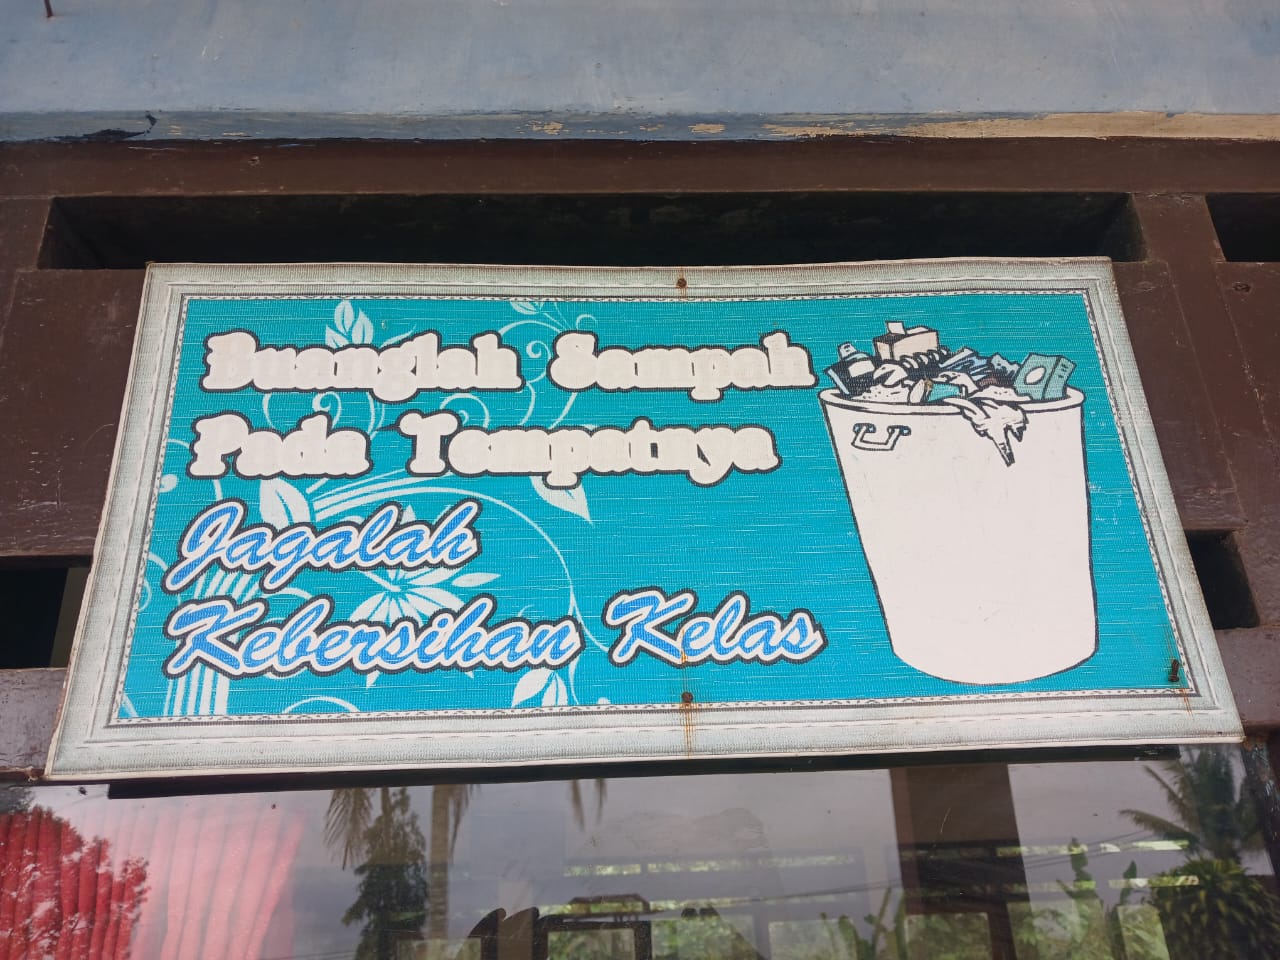 Buanglah Sampah
Pada Tempatnya
Jagalah
Kebersihan Kelas